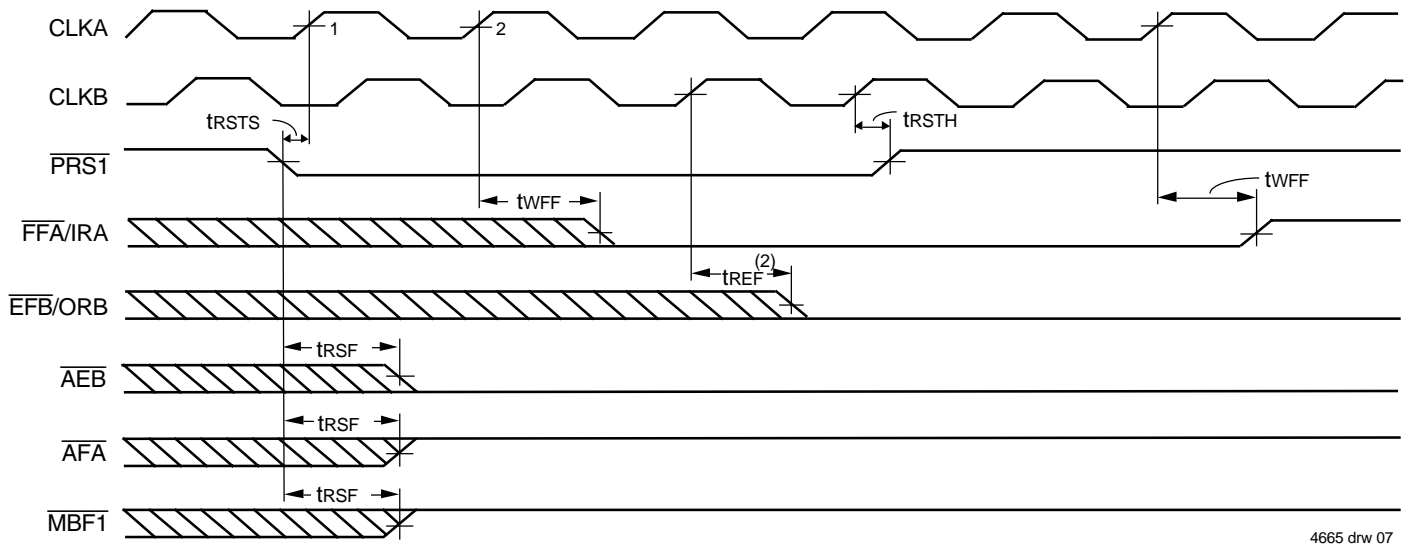 CLKA
1
2
CLKB
tRSTS
tRSTH
PRS1
tWFF
tWFF
FFA/IRA
tREF(2)
EFB/ORB
tRSF
AEB
tRSF
AFA
tRSF
MBF1
4665 drw 07